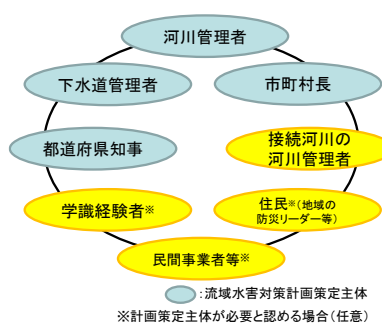 河川管理者
下水道管理者
市町村長
都道府県知事
接続河川の
河川管理者
学識経験者※
住民※(地域の
防災リーダー等)
民間事業者等※
:流域水害対策計画策定主体
※計画策定主体が必要と認める場合(任意)